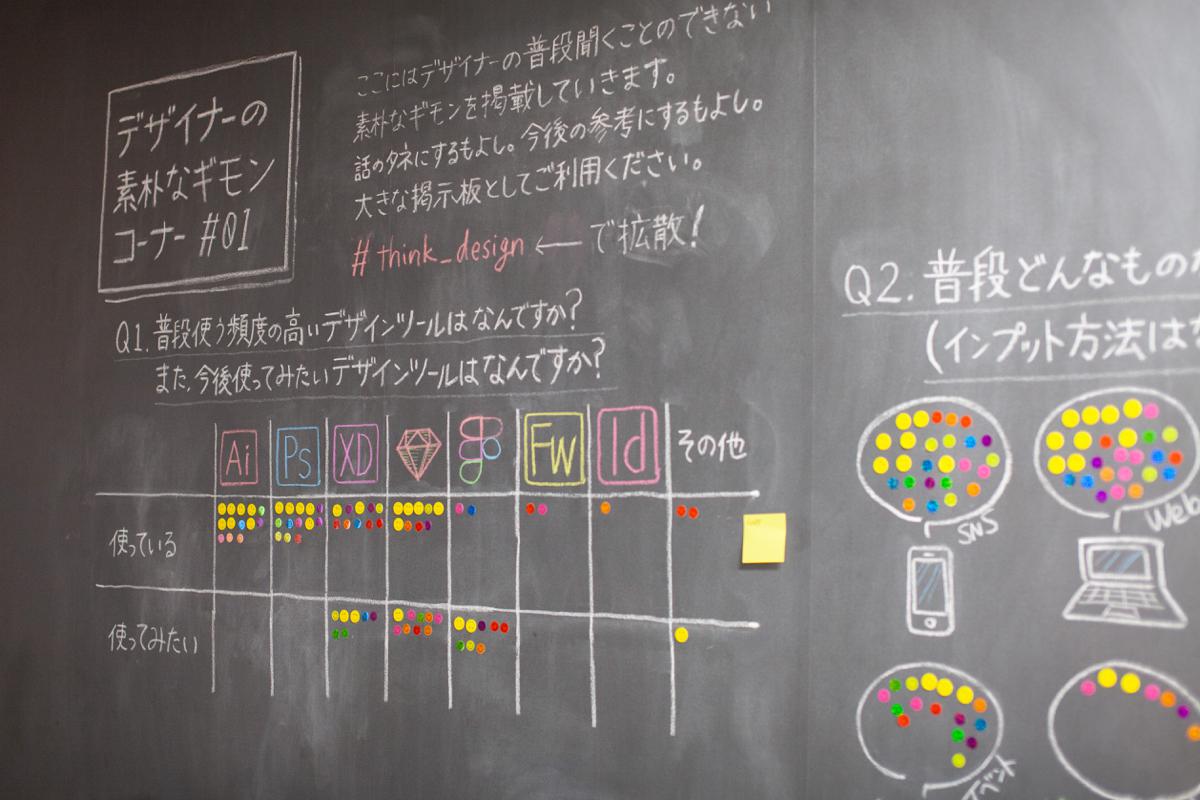 デザイナーの
素朴なギモン
コーナー #01
ここにはデザイナーの普段聞くことのできない
素朴なギモンを掲載していきます。
話のタネにするもよし。今後の参考にするもよし。
大きな掲示板としてご利用ください。
# think_design ← で拡散!
Q1. 普段使う頻度の高いデザインツールはなんですか?
また、今後使ってみたいデザインツールはなんですか?
Ai Ps XD Fw Id その他
使っている
使ってみたい
Q2. 普段どんなものか
(インプット方法は
SNS
Web
イベント